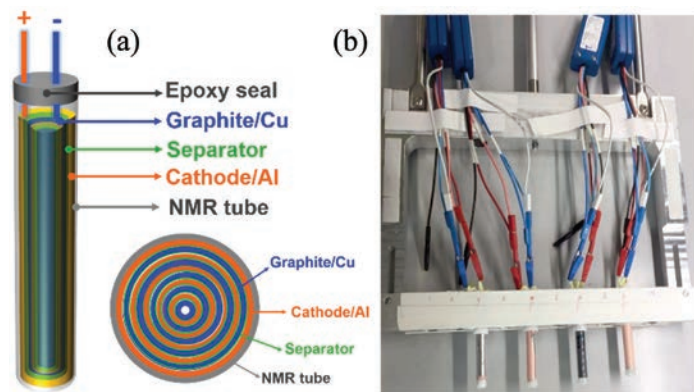 + -
(a)
Epoxy seal
Graphite/Cu
Separator
Cathode/Al
NMR tube
Graphite/Cu
Cathode/Al
Separator
NMR tube
(b)